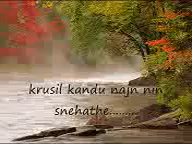 krusil kandu najn nin
snehathe.........